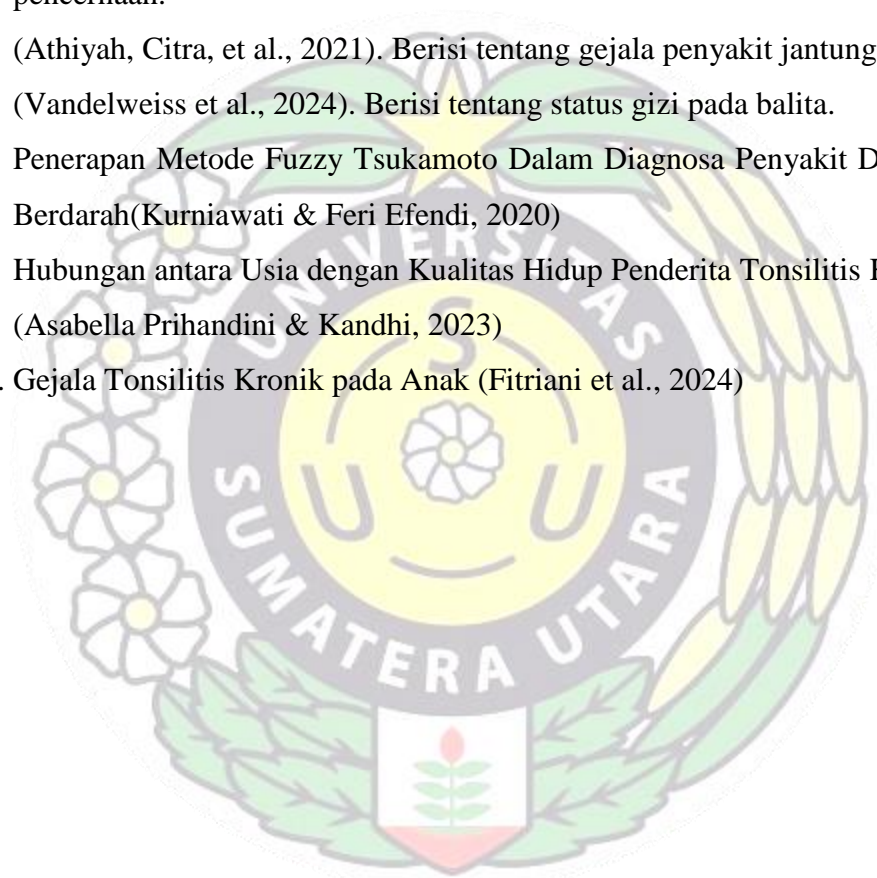 pencernaan.
(Athiyah, Citra, et al., 2021). Berisi tentang gejala penyakit jantung
(Vandelweiss et al., 2024). Berisi tentang status gizi pada balita.
Penerapan Metode Fuzzy Tsukamoto Dalam Diagnosa Penyakit D
Berdarah(Kurniawati & Feri Efendi, 2020)
Hubungan antara Usia dengan Kualitas Hidup Penderita Tonsilitis
(Asabella Prihandini & Kandhi, 2023)
. Gejala Tonsilitis Kronik pada Anak (Fitriani et al., 2024)
UNIVERSITAS
SUMATERA UTARA
U S U